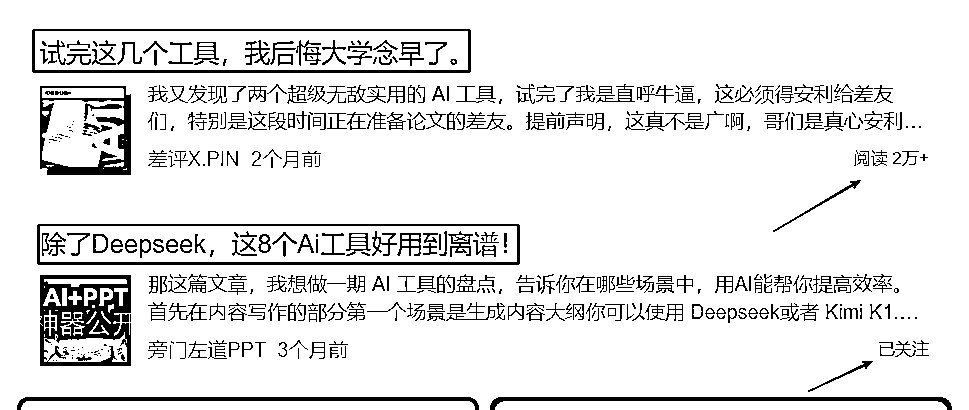 试完这几个工具，我后悔大学念早了。
我又发现了两个超级无敌实用的 AI 工具，试完了我是直呼牛逼，这必须得安利给差友
们，特别是这段时间正在准备论文的差友。提前声明，这真不是广啊，哥们是真心安利...
差评X.PIN 2个月前
阅读 2万+
除了Deepseek，这8个Ai工具好用到离谱！
那这篇文章，我想做一期 AI 工具的盘点，告诉你在哪些场景中，用AI能帮你提高效率。
首先在内容写作的部分第一个场景是生成内容大纲你可以使用 Deepseek或者 Kimi K1....
AI+PPT
神器公开
旁门左道PPT 3个月前
已关注